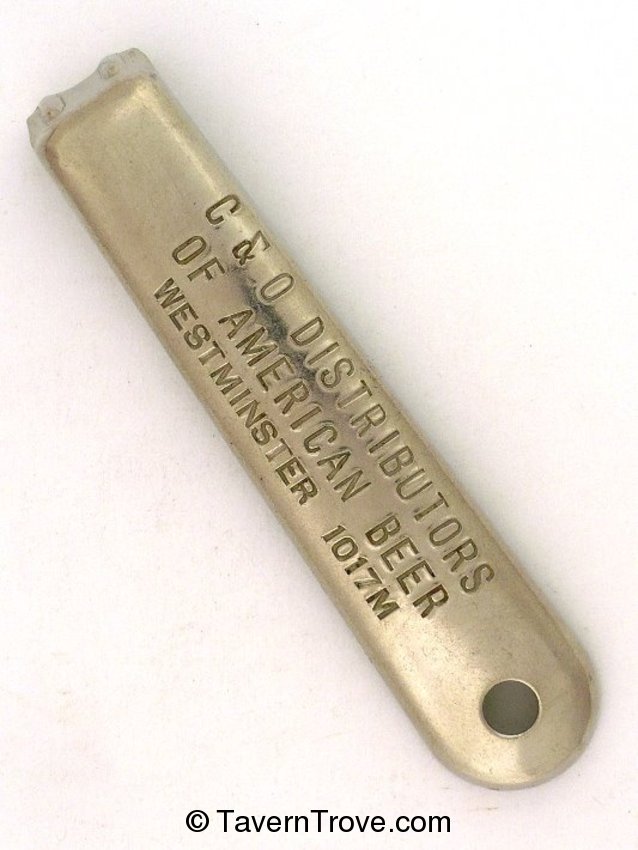 C & O DISTRIBUTORS
OF AMERICAN BEER
WESTMINSTER 1017M
© TavernTrove.com